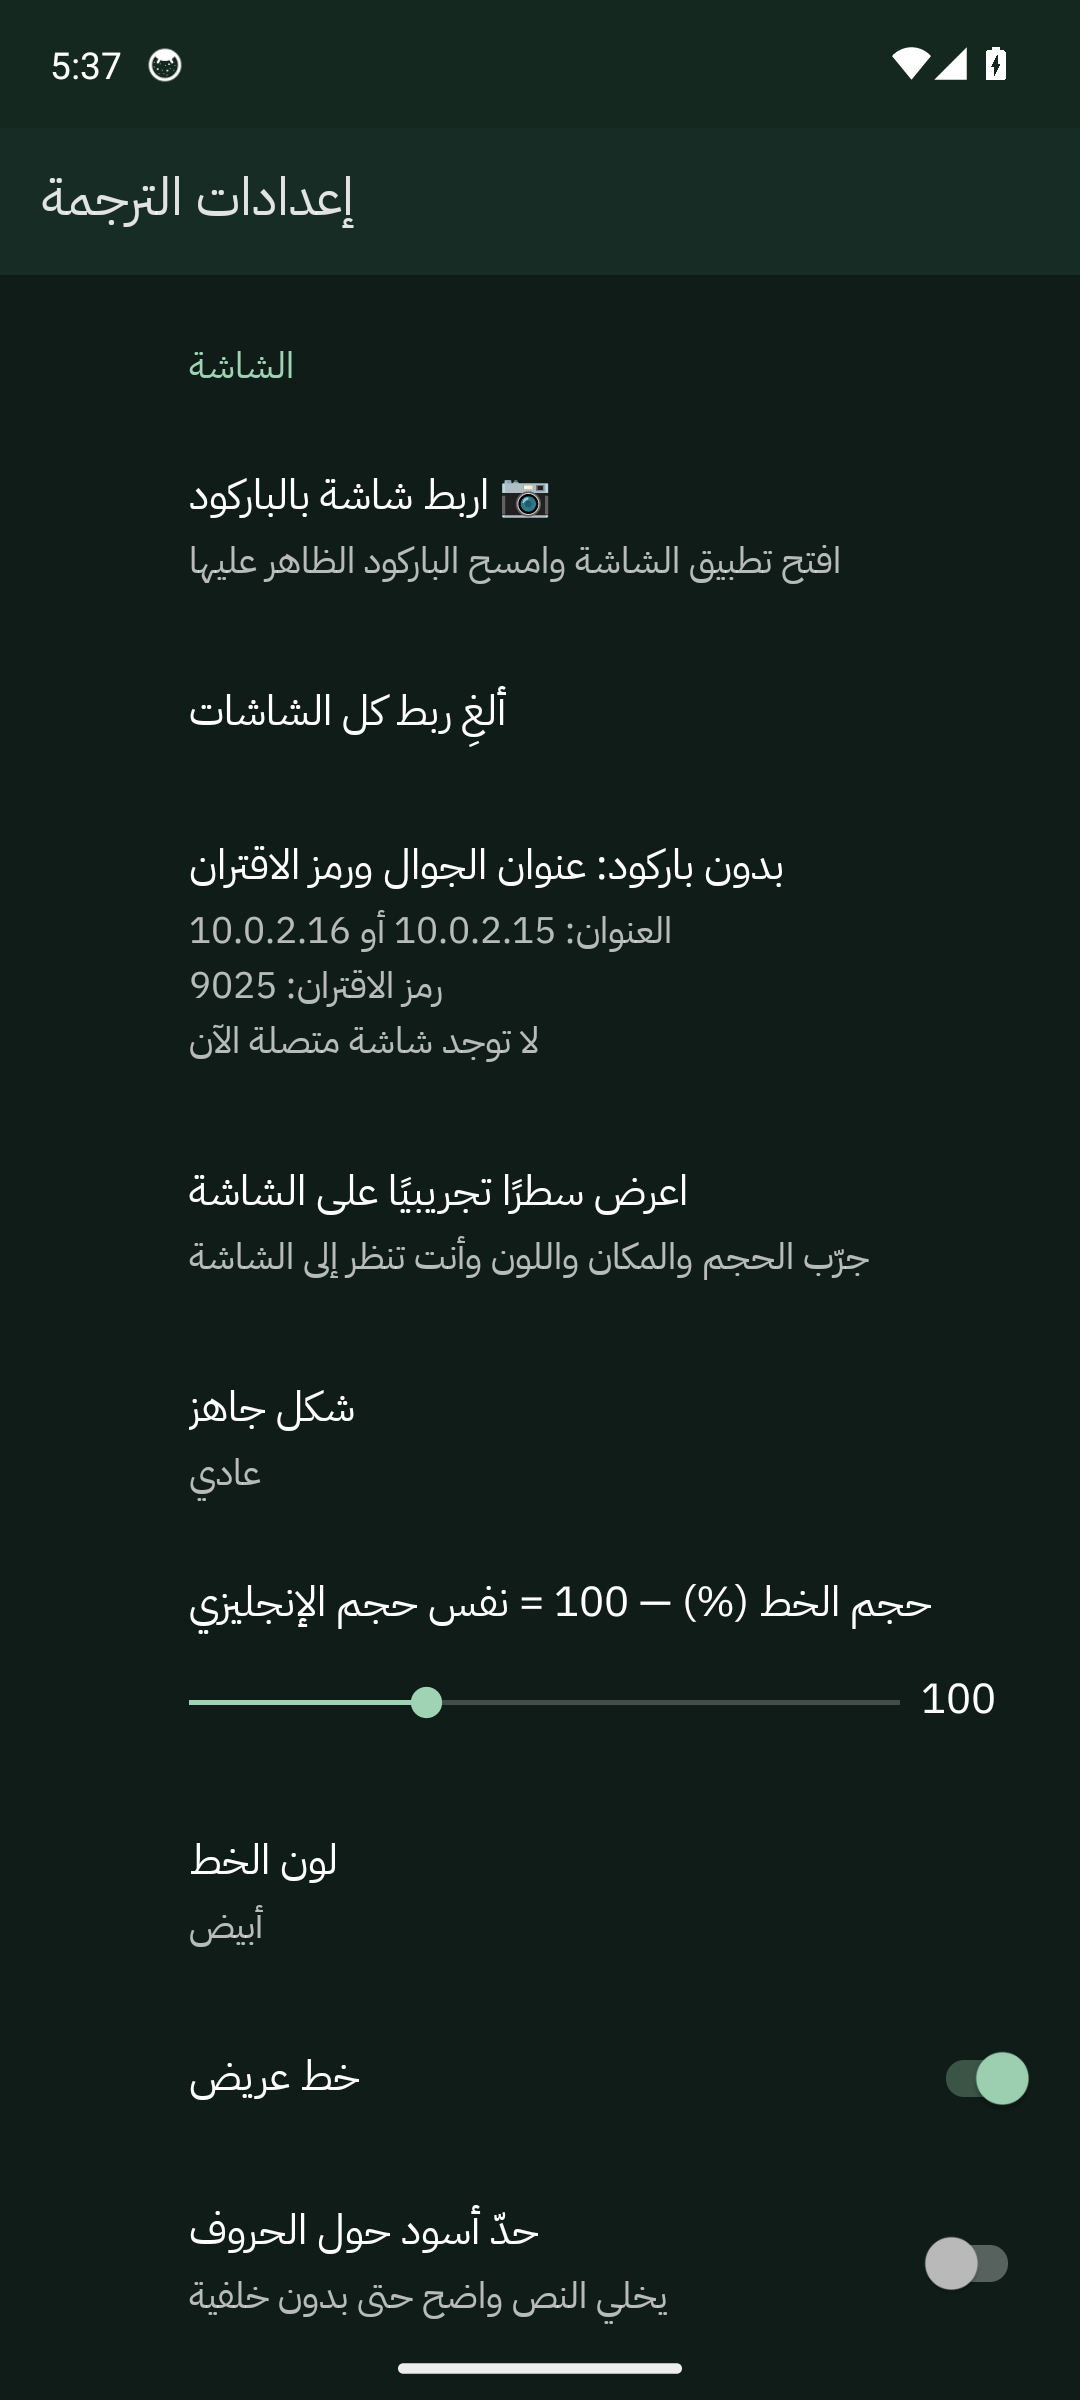 5:37
إعدادات الترجمة
الشاشة
📷 اربط شاشة بالباركود
افتح تطبيق الشاشة وامسح الباركود الظاهر عليها
ألغِ ربط كل الشاشات
بدون باركود: عنوان الجوال ورمز الاقتران
العنوان: 10.0.2.15 أو 10.0.2.16
رمز الاقتران: 9025
لا توجد شاشة متصلة الآن
اعرض سطرًا تجريبيًا على الشاشة
جرّب الحجم والمكان واللون وأنت تنظر إلى الشاشة
شكل جاهز
عادي
حجم الخط (%) — 100 = نفس حجم الإنجليزي
100
لون الخط
أبيض
خط عريض
حدّ أسود حول الحروف
يخلي النص واضح حتى بدون خلفية